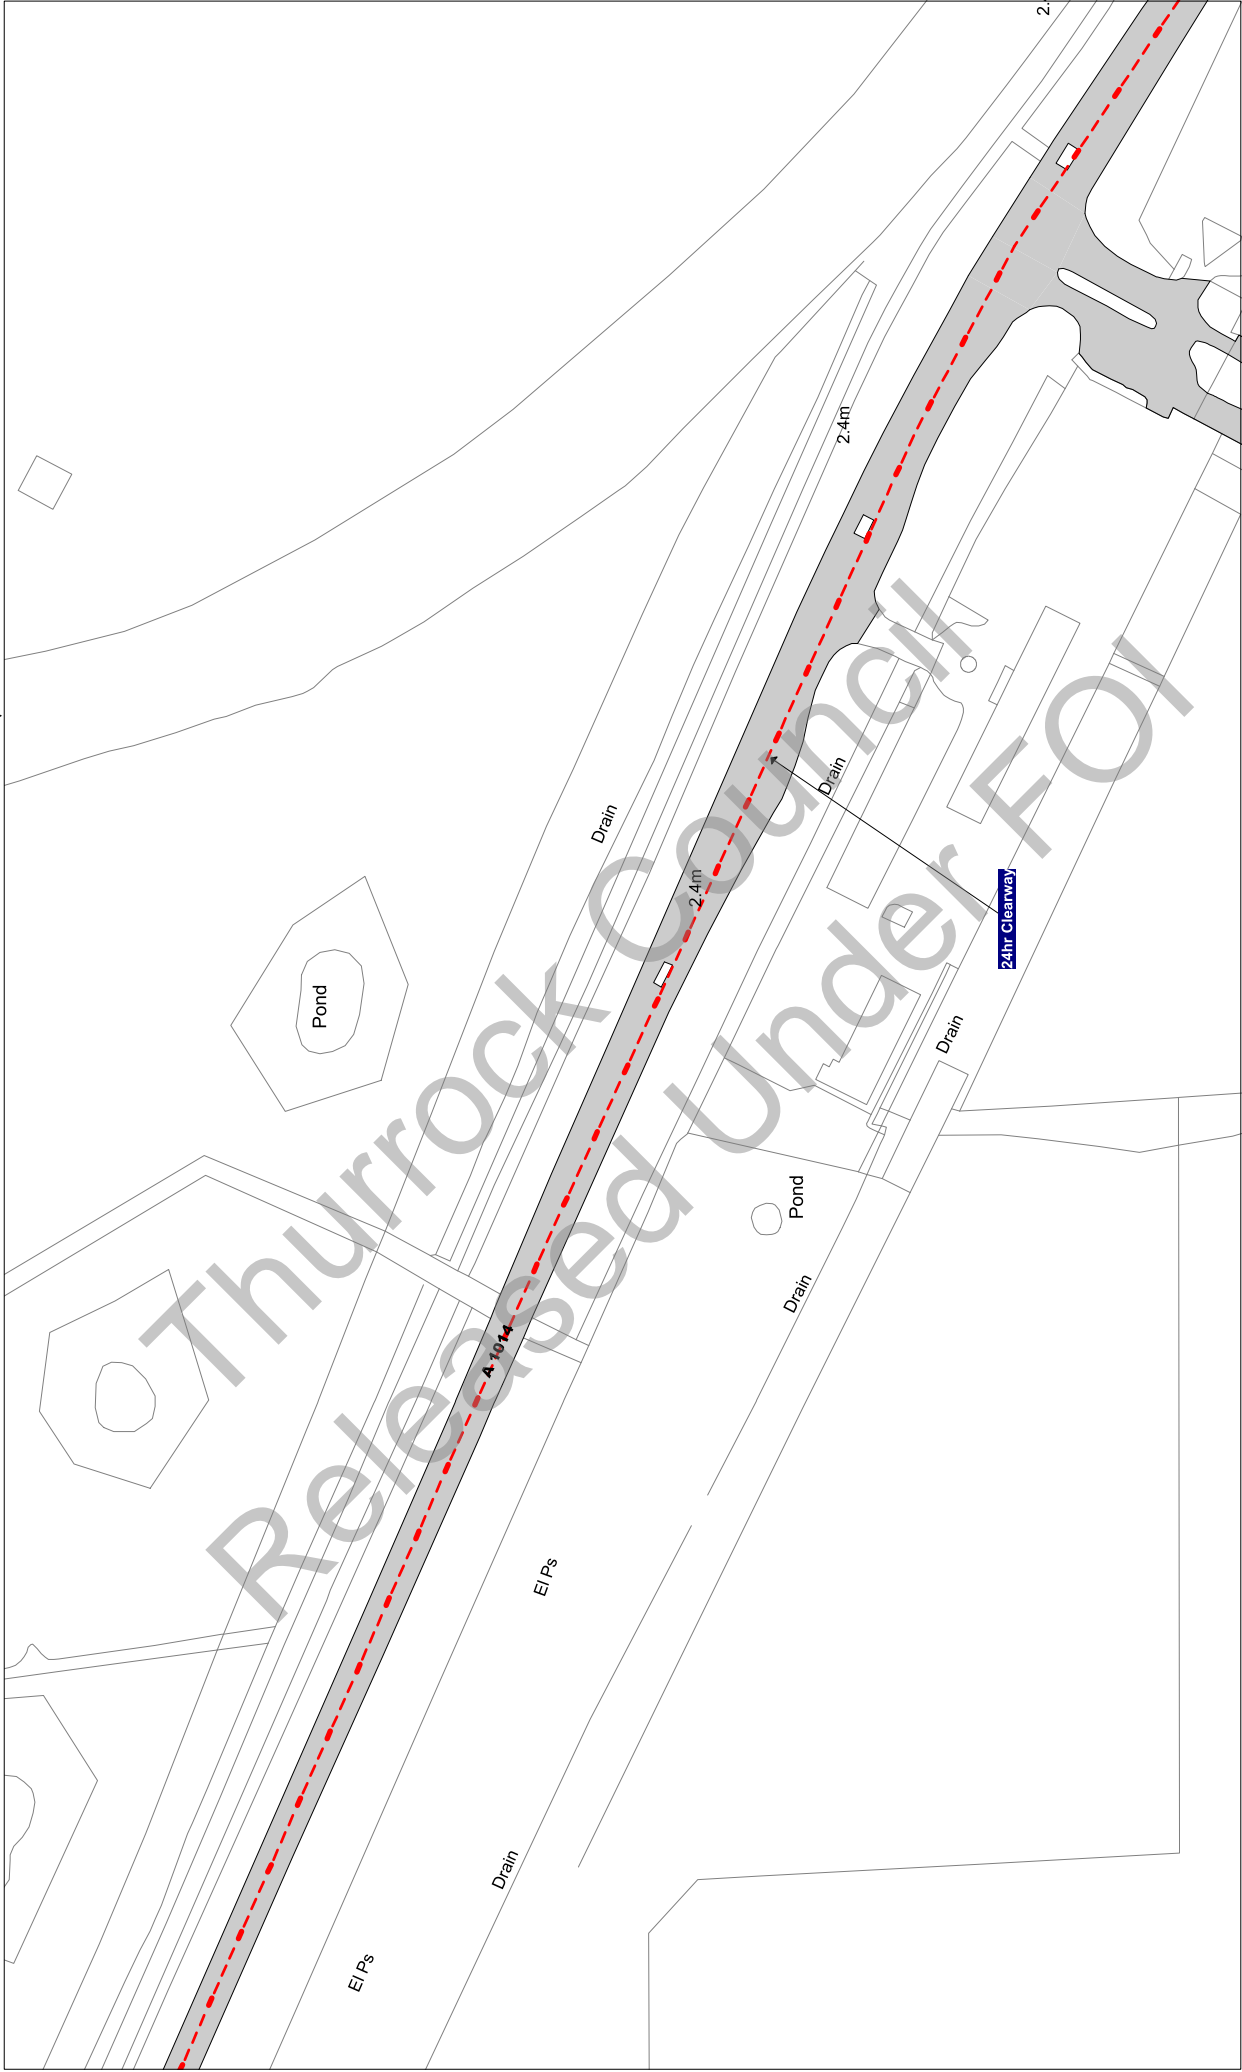 2.4m
Drain
Drain
2.4m
24hr Clearway
Pond
Drain
Pond
Drain
A 1014
El Ps
Drain
El Ps
Thurrock Council
Released Under FOI